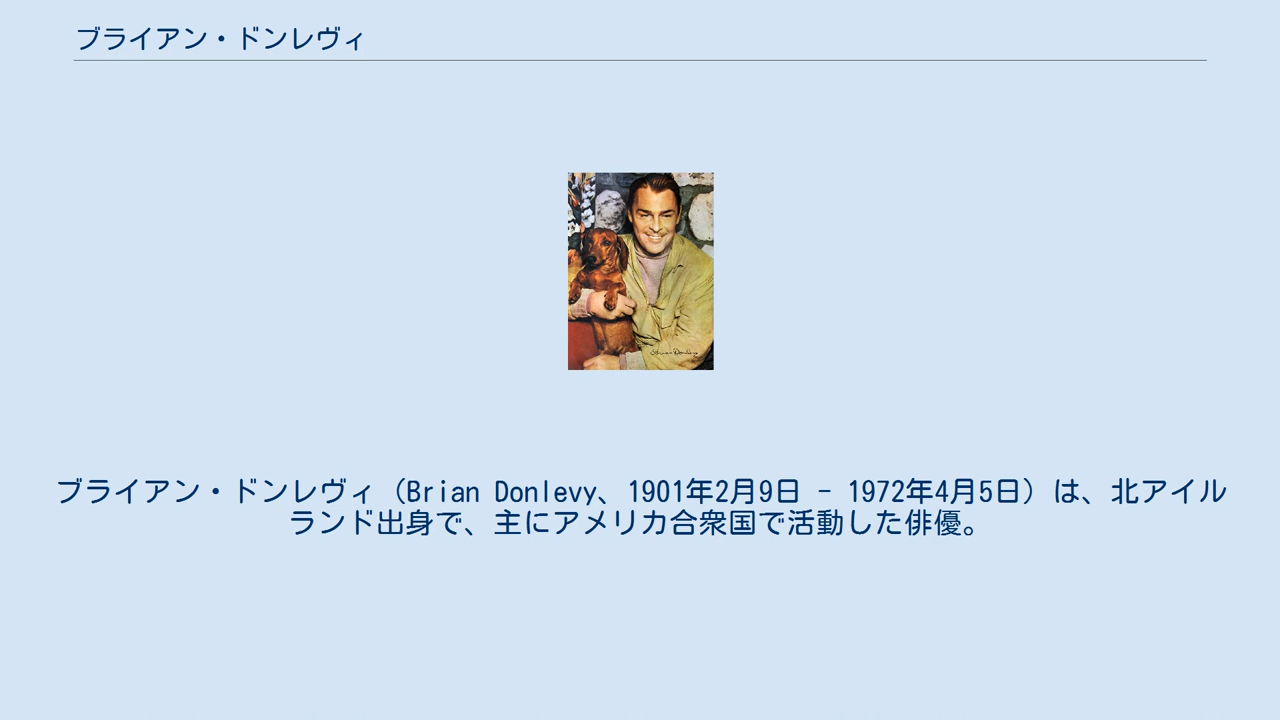 ブライアン・ドンレヴィ
Brian Donlevy
ブライアン・ドンレヴィ（Brian Donlevy、1901年2月9日 - 1972年4月5日）は、北アイル
ランド出身で、主にアメリカ合衆国で活動した俳優。